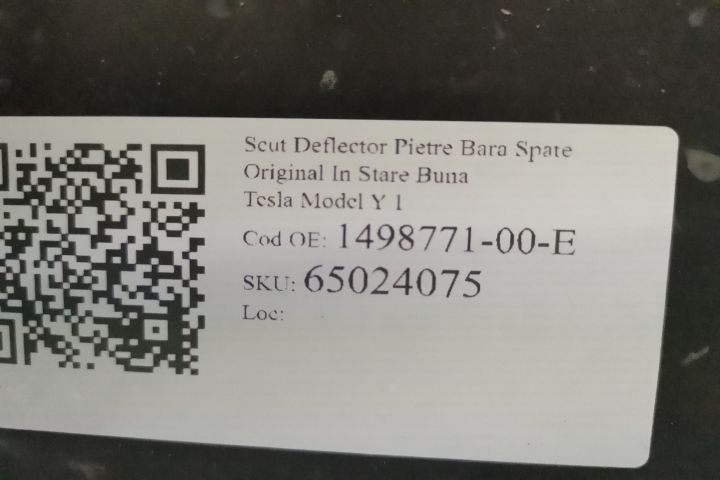 Scut Deflector Pietre Bara Spate
Original In Stare Buna
Tesla Model Y 1
Cod OE: 1498771-00-E
SKU: 65024075
Loc: